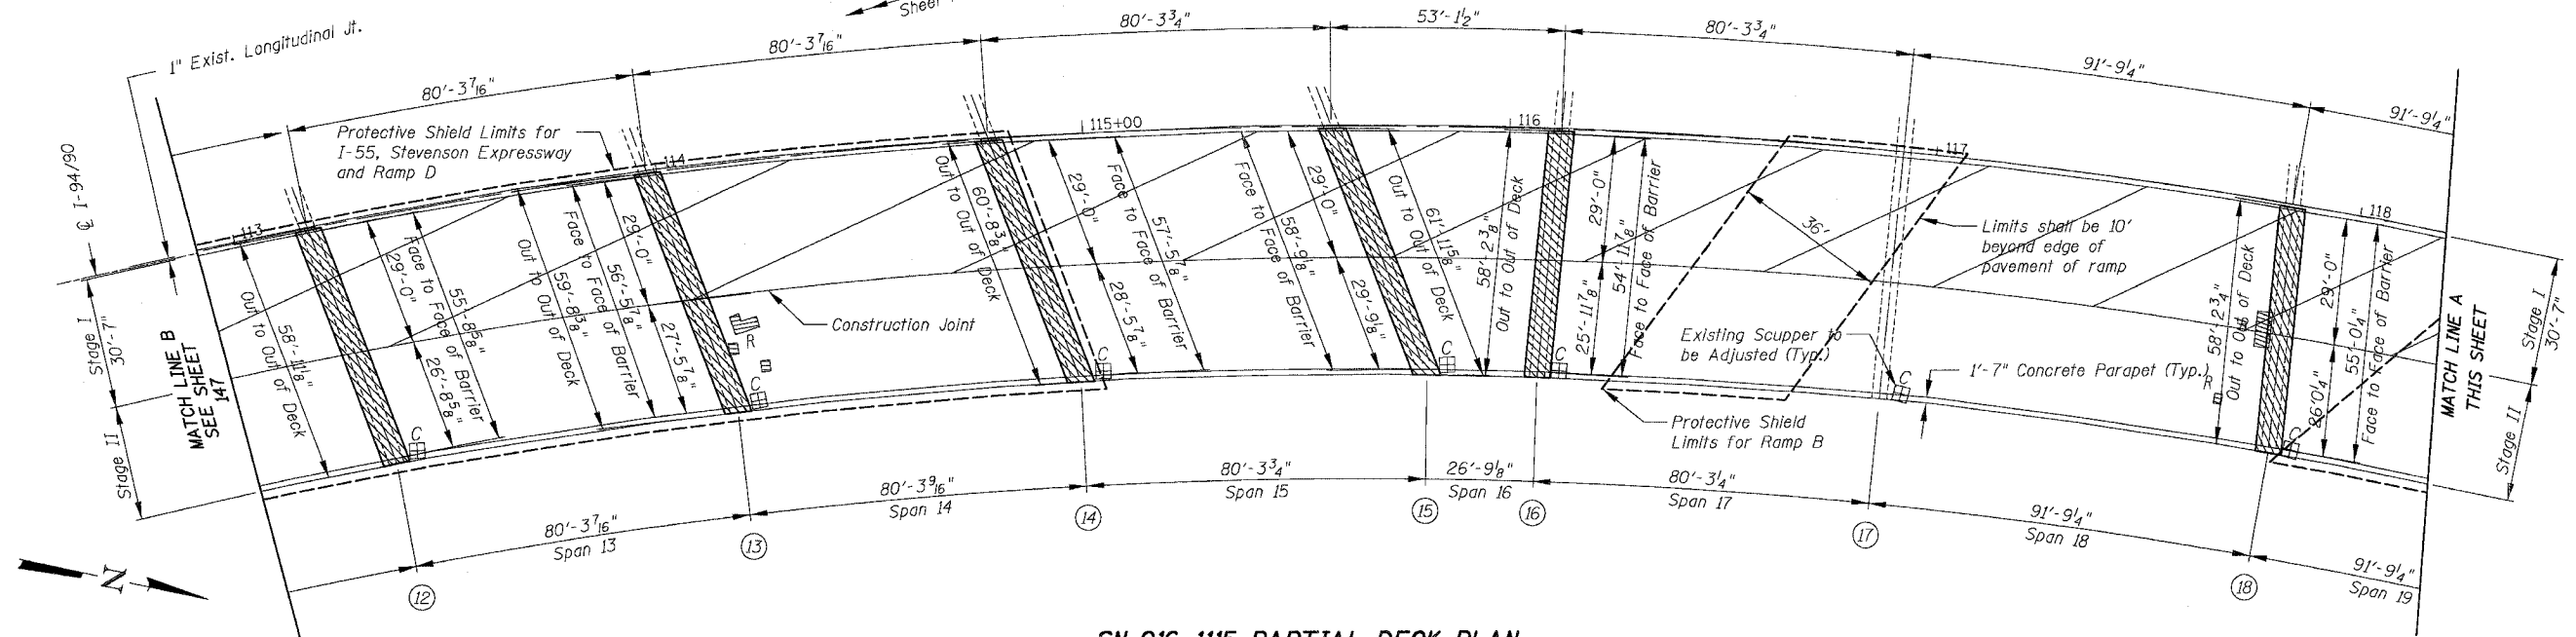 Sheet
1" Exist. Longitudinal Jt.
80'-3 7/16"
80'-3 7/16"
80'-3 3/4"
53'-1 1/2"
80'-3 3/4"
91'-9 1/4"
91'-9 1/4"
Protective Shield Limits for
I-55, Stevenson Expressway
and Ramp D
℄ I-94/90
113
114
115+00
116
117
118
Stage I
30'-7"
Stage II
MATCH LINE B
SEE SHEET
147
58'-1 1/8"
Out to Out of Deck
29'-0"
26'-8 5/8"
55'-8 5/8"
Face to Face of Barrier
59'-8 3/8"
Out to Out of Deck
56'-5 7/8"
Face to Face of Barrier
29'-0"
27'-5 7/8"
R
C
C
Construction Joint
60'-8 3/8"
Out to Out of Deck
29'-0"
28'-5 7/8"
57'-5 7/8"
Face to Face of Barrier
C
58'-9 1/8"
Face to Face of Barrier
29'-0"
29'-9 1/8"
61'-11 5/8"
Out to Out of Deck
C
58'-2 3/8"
Out to Out of Deck
C
29'-0"
25'-11 7/8"
54'-11 7/8"
Face to Face of Barrier
36'
Limits shall be 10'
beyond edge of
pavement of ramp
Existing Scupper to
be Adjusted (Typ.)
C
1'-7" Concrete Parapet (Typ.)
Protective Shield
Limits for Ramp B
R
58'-2 3/4"
Out to Out of Deck
C
29'-0"
26'0 1/4"
55'-0 1/4"
Face to Face of Barrier
MATCH LINE A
THIS SHEET
Stage I
30'-7"
Stage II
80'-3 7/16"
Span 13
80'-3 9/16"
Span 14
80'-3 3/4"
Span 15
26'-9 1/8"
Span 16
80'-3 1/4"
Span 17
91'-9 1/4"
Span 18
91'-9 1/4"
Span 19
12
13
14
15
16
17
18
N
SN 016-1115 PARTIAL DECK PLAN